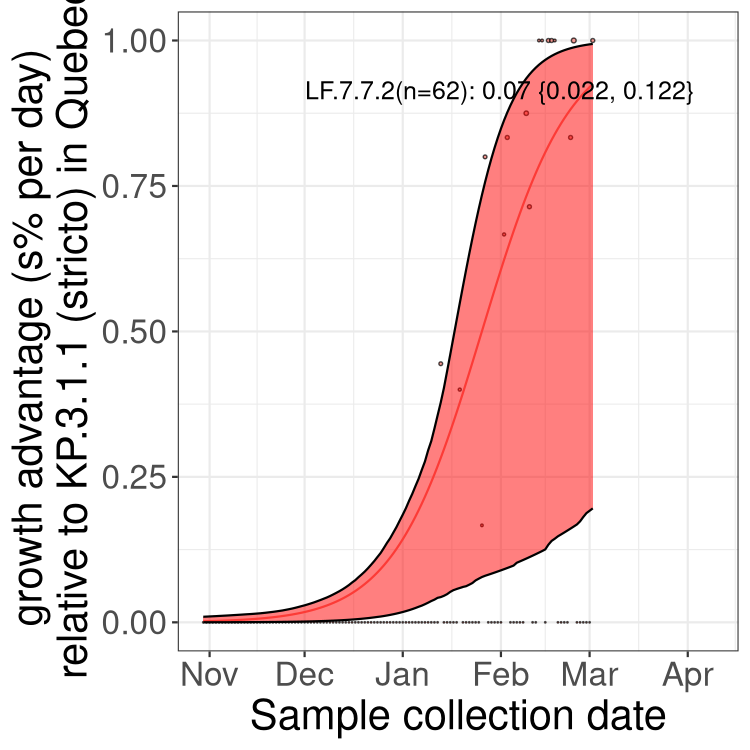 growth advantage (s% per day)
relative to KP.3.1.1 (stricto) in Quebec
1.00
0.75
0.50
0.25
0.00
LF.7.7.2(n=62): 0.07 {0.022, 0.122}
Nov Dec Jan Feb Mar Apr
Sample collection date